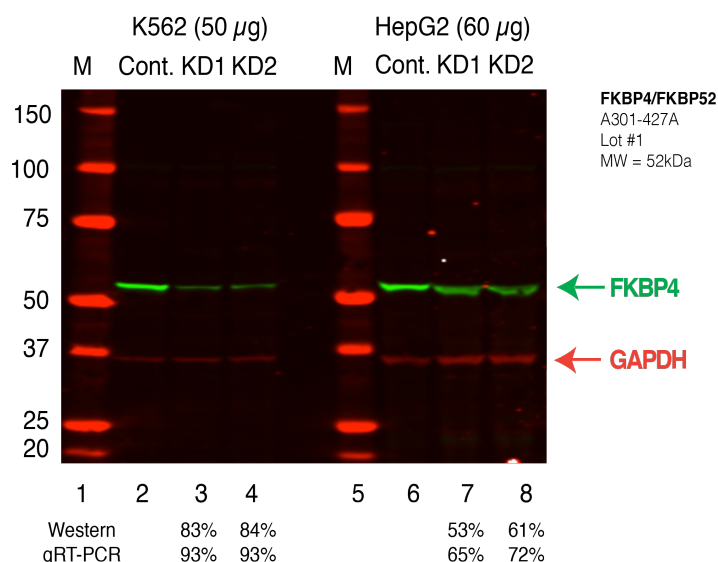 K562 (50 µg) HepG2 (60 µg)
M Cont. KD1 KD2 M Cont. KD1 KD2
FKBP4/FKBP52
A301-427A
Lot #1
MW = 52kDa
150
100
75
50
37
25
20
FKBP4
GAPDH
1 2 3 4 5 6 7 8
Western 83% 84% 53% 61%
qRT-PCR 93% 93% 65% 72%